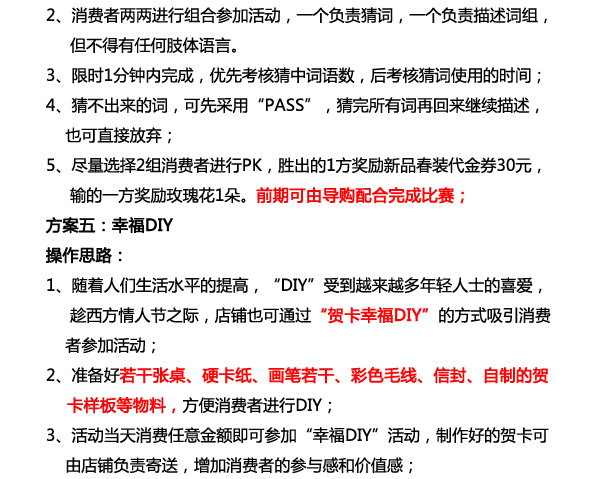 2、消费者两两进行组合参加活动，一个负责猜词，一个负责描述词组，
但不得有任何肢体语言。
3、限时1分钟内完成，优先考核猜中词语数，后考核猜词使用的时间；
4、猜不出来的词，可先采用“PASS”，猜完所有词再回来继续描述，
也可直接放弃；
5、尽量选择2组消费者进行PK，胜出的1方奖励新品春装代金券30元，
输的一方奖励玫瑰花1朵。前期可由导购配合完成比赛；
方案五：幸福DIY
操作思路：
1、随着人们生活水平的提高，“DIY”受到越来越多年轻人士的喜爱，
趁西方情人节之际，店铺也可通过“贺卡幸福DIY”的方式吸引消费
者参加活动；
2、准备好若干张桌、硬卡纸、画笔若干、彩色毛线、信封、自制的贺
卡样板等物料，方便消费者进行DIY；
3、活动当天消费任意金额即可参加“幸福DIY”活动，制作好的贺卡可
由店铺负责寄送，增加消费者的参与感和价值感；